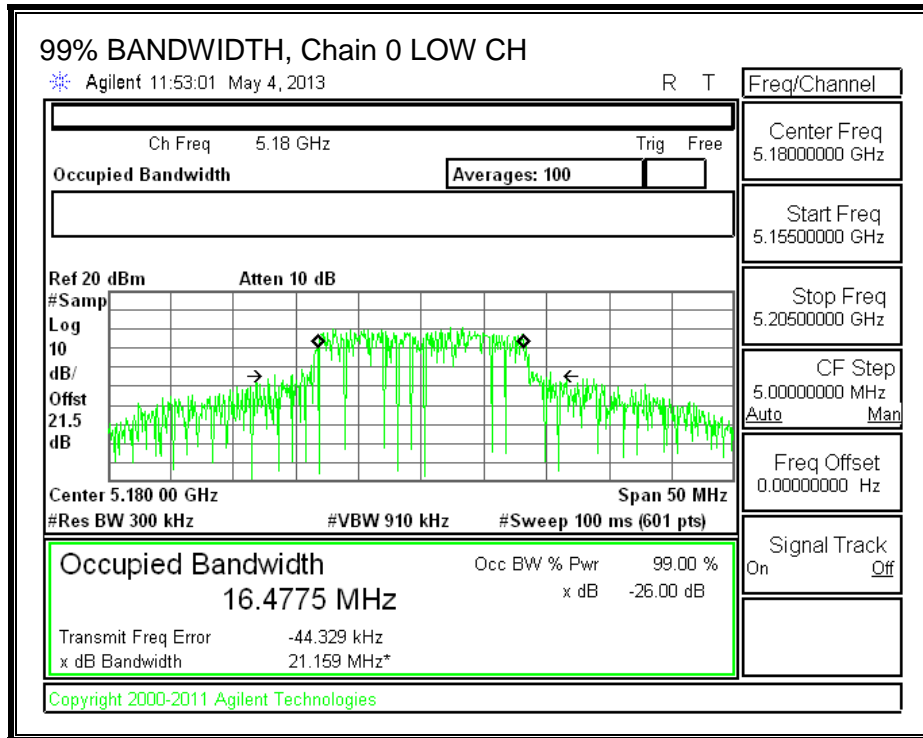 99% BANDWIDTH, Chain 0 LOW CH
Agilent 11:53:01 May 4, 2013 R T
Freq/Channel
Ch Freq 5.18 GHz Trig Free
Occupied Bandwidth Averages: 100
Center Freq
5.18000000 GHz
Start Freq
5.15500000 GHz
Stop Freq
5.20500000 GHz
CF Step
5.00000000 MHz
Auto Man
Freq Offset
0.00000000 Hz
Signal Track
On Off
Ref 20 dBm Atten 10 dB
#Samp
Log
10
dB/
Offst
21.5
dB
Center 5.180 00 GHz Span 50 MHz
#Res BW 300 kHz #VBW 910 kHz #Sweep 100 ms (601 pts)
Occupied Bandwidth Occ BW % Pwr 99.00 %
16.4775 MHz x dB -26.00 dB
Transmit Freq Error -44.329 kHz
x dB Bandwidth 21.159 MHz*
Copyright 2000-2011 Agilent Technologies